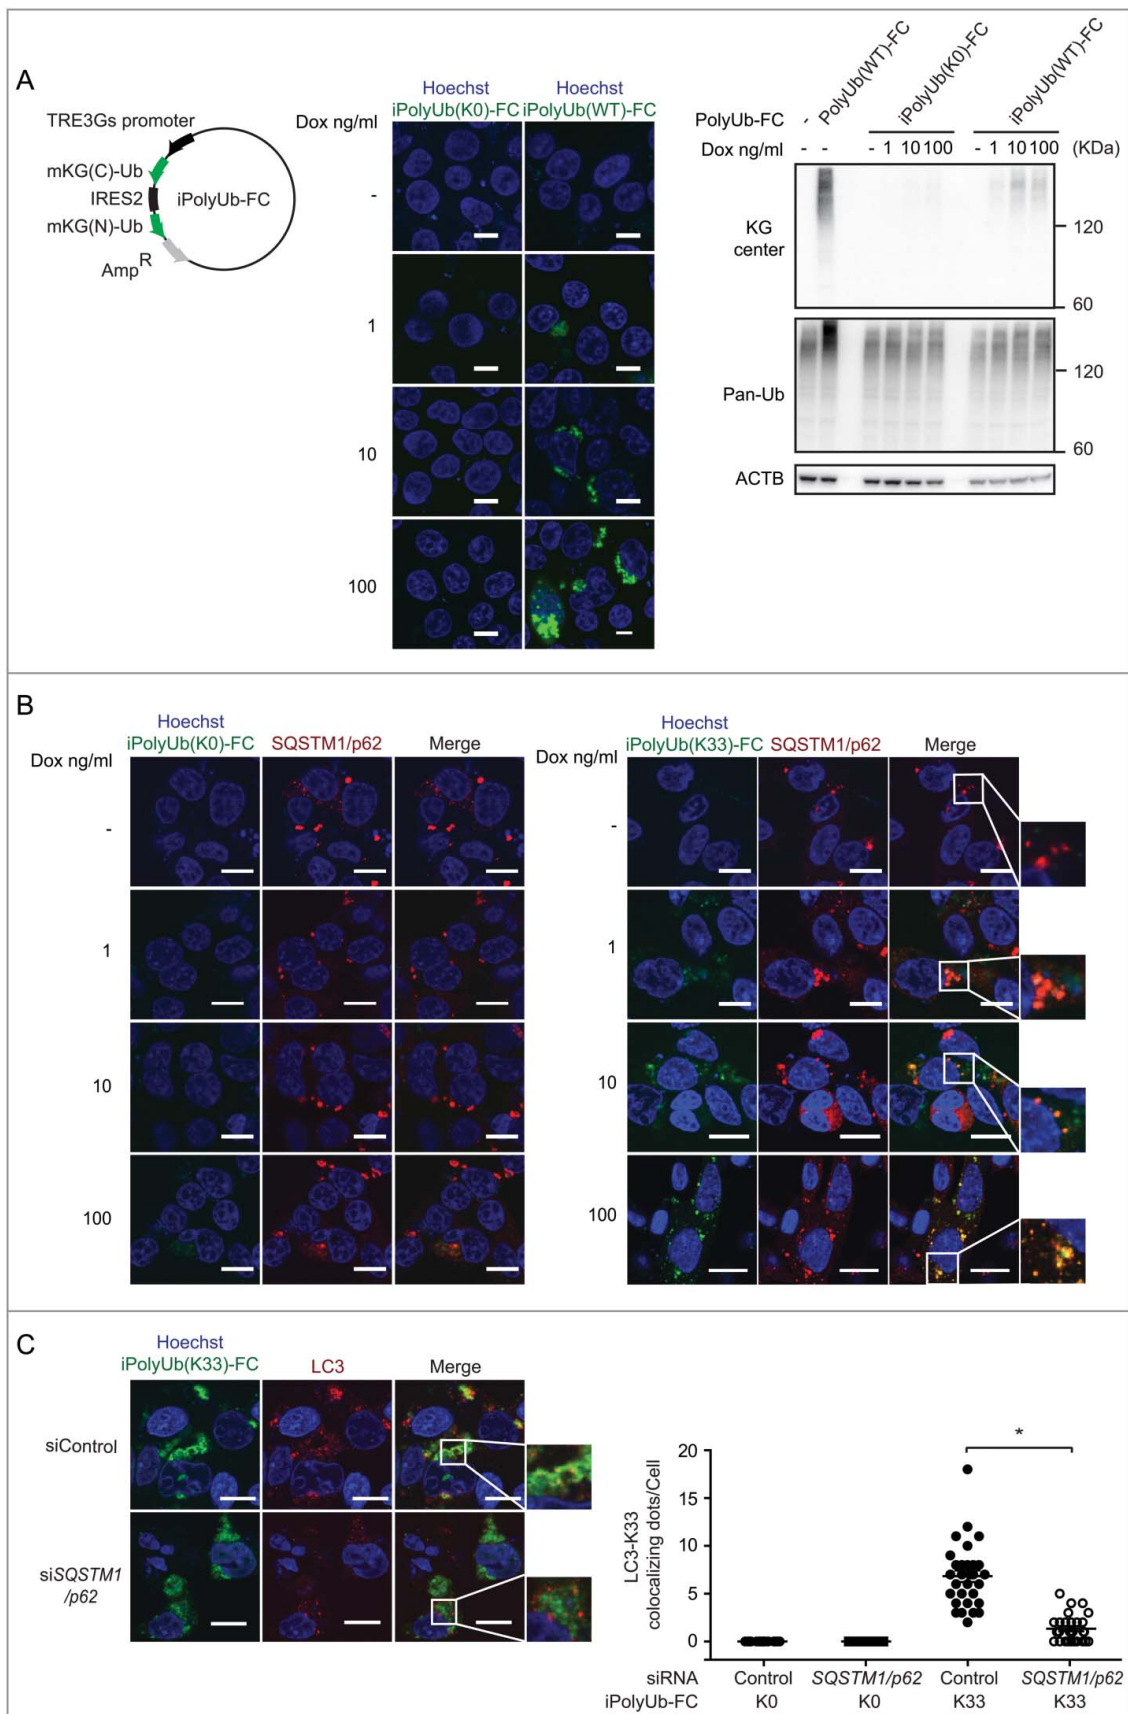 A
TRE3Gs promoter
mKG(C)-Ub
IRES2
mKG(N)-Ub
Amp R
iPolyUb-FC
Dox ng/ml
Hoechst Hoechst
iPolyUb(K0)-FC iPolyUb(WT)-FC
-
1
10
100
PolyUb-FC - PolyUb(WT)-FC iPolyUb(K0)-FC iPolyUb(WT)-FC
Dox ng/ml - - - 1 10 100 - 1 10 100 (KDa)
KG center
120
60
Pan-Ub
120
60
ACTB
B
Hoechst
iPolyUb(K0)-FC SQSTM1/p62 Merge
Dox ng/ml
-
1
10
100
Hoechst
iPolyUb(K33)-FC SQSTM1/p62 Merge
Dox ng/ml
-
1
10
100
C
Hoechst
iPolyUb(K33)-FC LC3 Merge
siControl
siSQSTM1
/p62
LC3-K33
colocalizing dots/Cell
20
15
10
5
0
*
siRNA Control SQSTM1/p62 Control SQSTM1/p62
iPolyUb-FC K0 K0 K33 K33